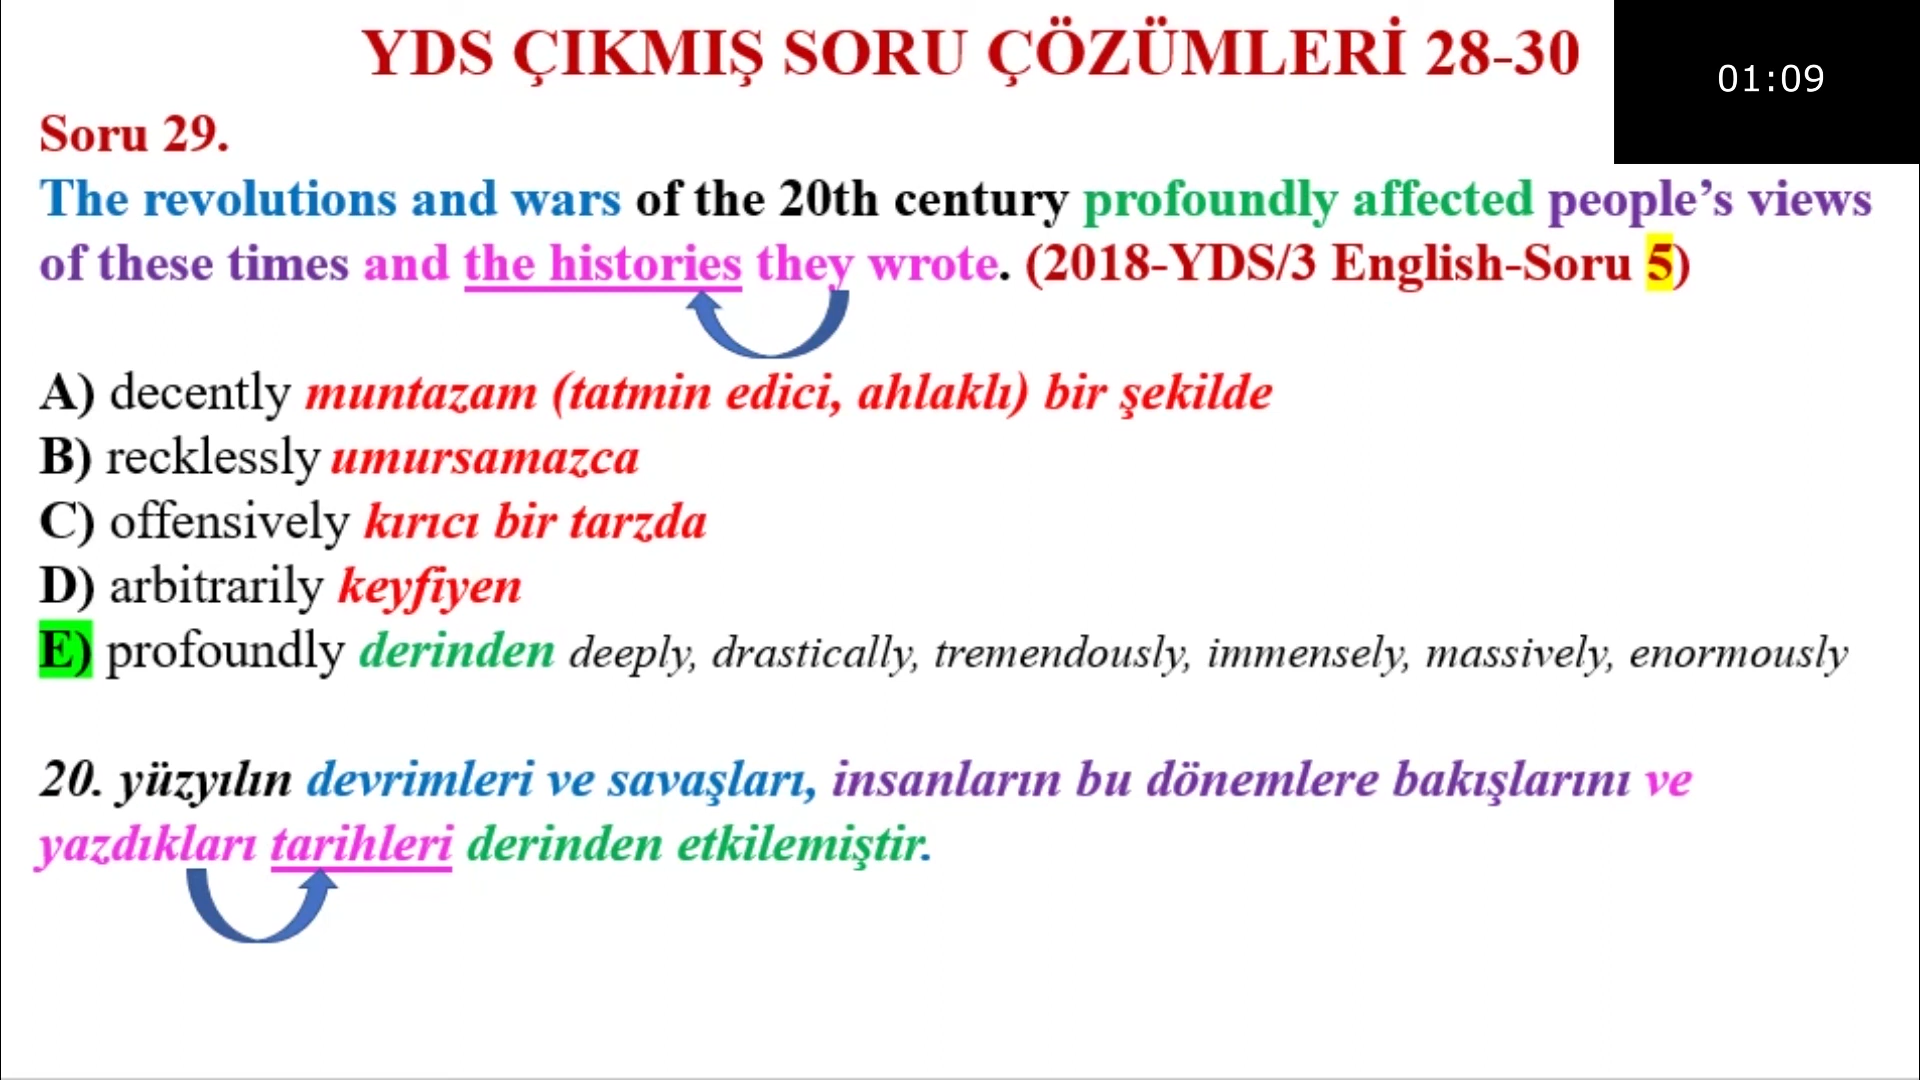 YDS ÇIKMIŞ SORU ÇÖZÜMLERİ 28-30
01:09
Soru 29.
The revolutions and wars of the 20th century profoundly affected people’s views
of these times and the histories they wrote. (2018-YDS/3 English-Soru 5)
A) decently muntazam (tatmin edici, ahlaklı) bir şekilde
B) recklessly umursamazca
C) offensively kırıcı bir tarzda
D) arbitrarily keyfiyen
E) profoundly derinden deeply, drastically, tremendously, immensely, massively, enormously
20. yüzyılın devrimleri ve savaşları, insanların bu dönemlere bakışlarını ve
yazdıkları tarihleri derinden etkilemiştir.